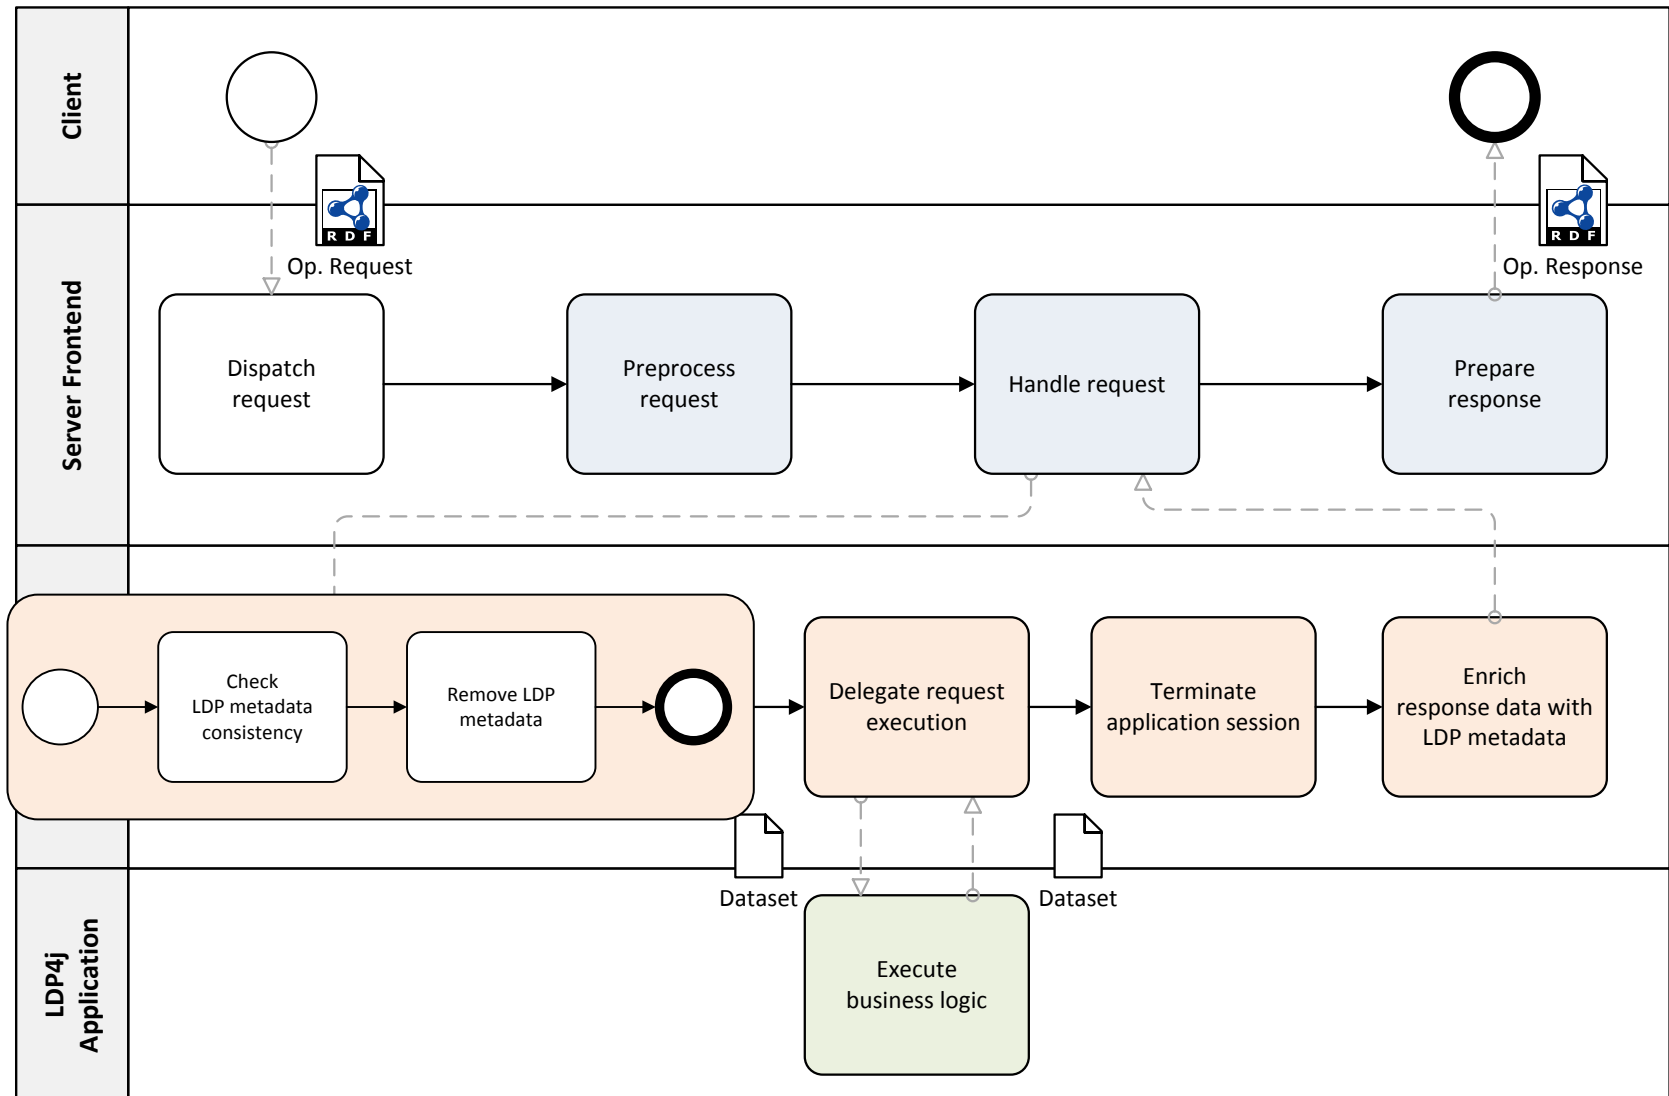 Client
RDF
Op. Request
RDF
Op. Response
Server Frontend
Dispatch
request
Preprocess
request
Handle request
Prepare
response
Check
LDP metadata
consistency
Remove LDP
metadata
Delegate request
execution
Terminate
application session
Enrich
response data with
LDP metadata
Dataset
Dataset
LDP4j
Application
Execute
business logic